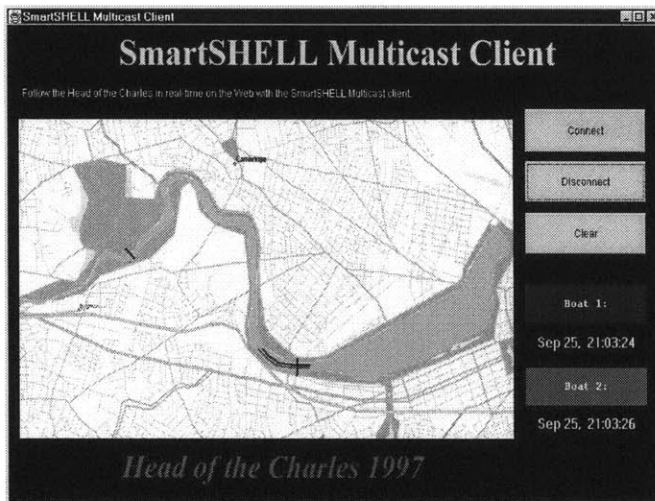 SmartSHELL Multicast Client
SmartSHELL Multicast Client
Follow the Head of the Charles in real-time on the Web with the SmartSHELL Multicast client.
Connect
Cambridge
Disconnect
Clear
Boat 1:
Sep 25, 21:03:24
Boat 2:
Sep 25, 21:03:26
Head of the Charles 1997